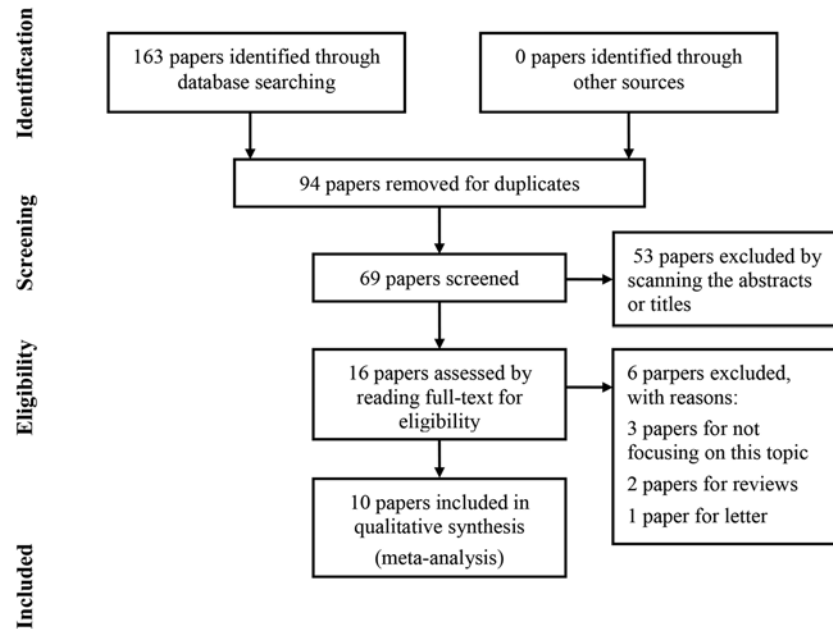 Identification
163 papers identified through
database searching
0 papers identified through
other sources
94 papers removed for duplicates
Screening
69 papers screened
53 papers excluded by
scanning the abstracts
or titles
Eligibility
16 papers assessed by
reading full-text for
eligibility
6 parpers excluded,
with reasons:
3 papers for not
focusing on this topic
2 papers for reviews
1 paper for letter
Included
10 papers included in
qualitative synthesis
(meta-analysis)